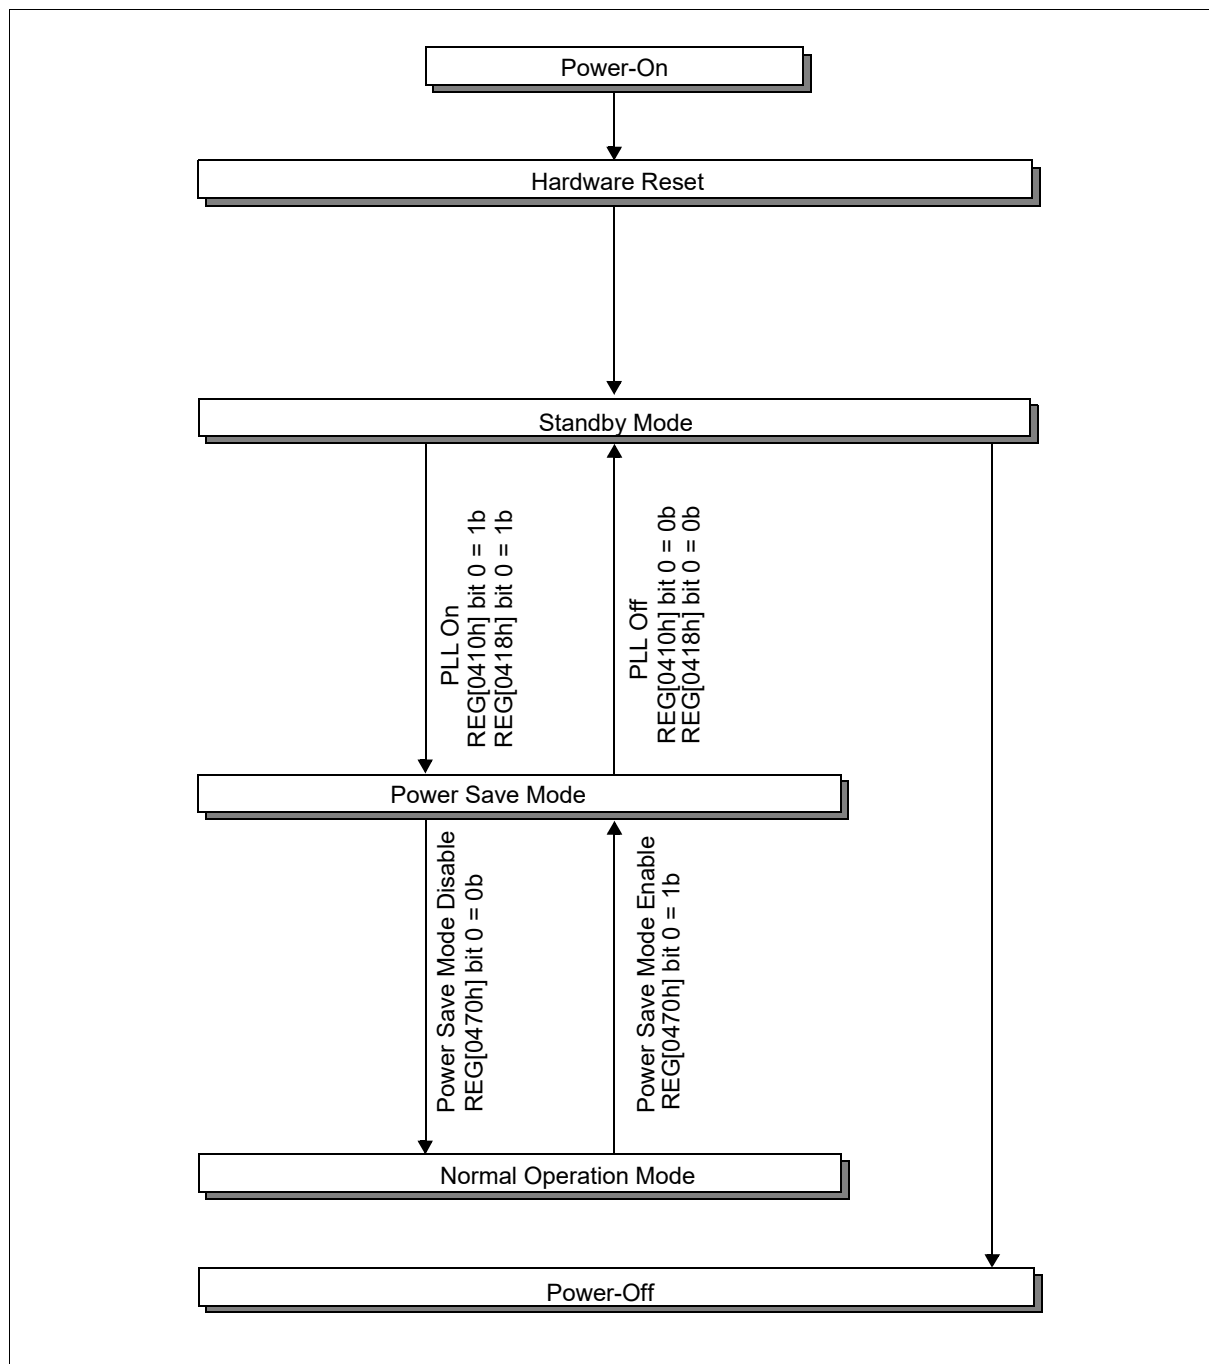 Power-On
Hardware Reset
Standby Mode
PLL On
REG[0410h] bit 0 = 1b
REG[0418h] bit 0 = 1b
PLL Off
REG[0410h] bit 0 = 0b
REG[0418h] bit 0 = 0b
Power Save Mode
Power Save Mode Disable
REG[0470h] bit 0 = 0b
Power Save Mode Enable
REG[0470h] bit 0 = 1b
Normal Operation Mode
Power-Off